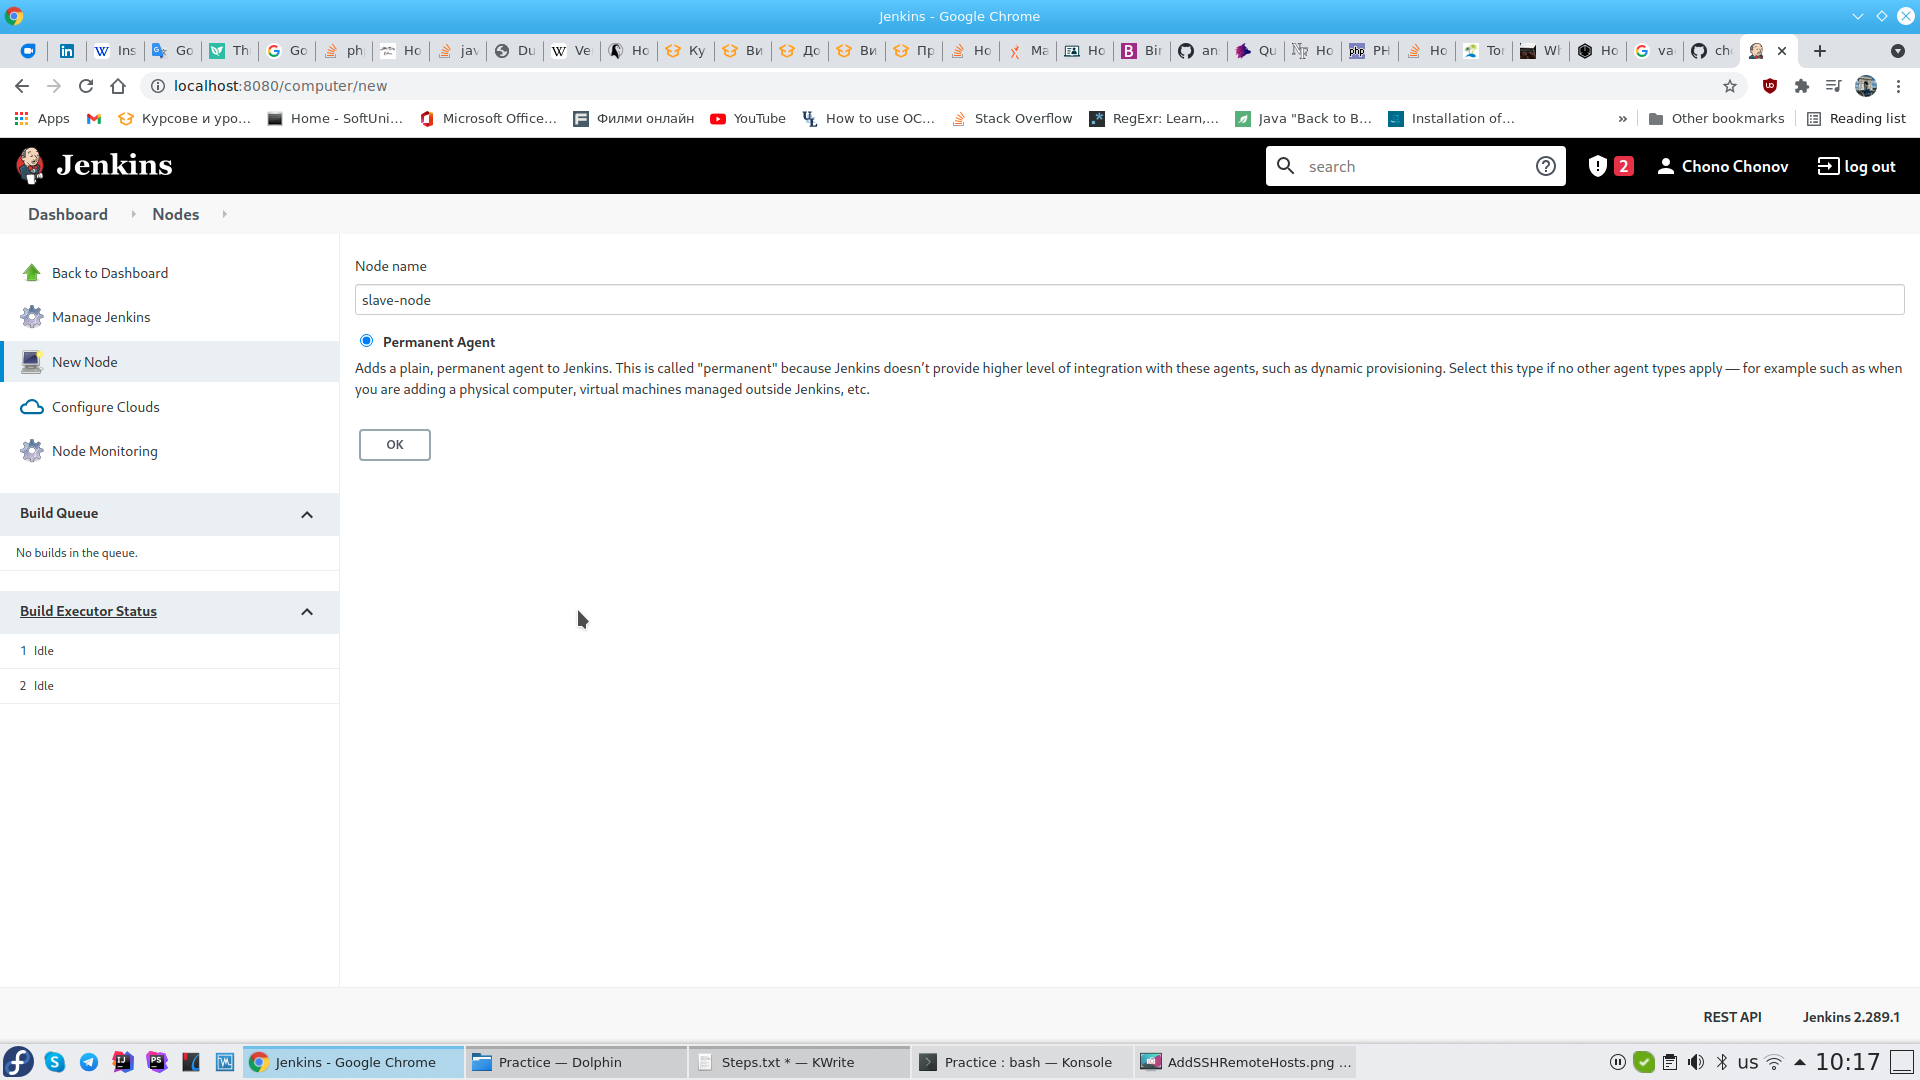 Jenkins - Google Chrome
Ins
Go
Th
Go
ph
Ho
jav
Du
Ve
Ho
Ку
Ви
До
Ви
Пр
Ho
Ma
Ho
Bir
an
Qu
Ho
PH
Ho
Tor
Wh
Ho
va
ch
localhost:8080/computer/new
Apps
Курсове и уро...
Home - SoftUni...
Microsoft Office...
Филми онлайн
YouTube
How to use OC...
Stack Overflow
RegExr: Learn,...
Java "Back to B...
Installation of...
»
Other bookmarks
Reading list
Jenkins
search
2
Chono Chonov
log out
Dashboard
Nodes
Back to Dashboard
Manage Jenkins
New Node
Configure Clouds
Node Monitoring
Build Queue
No builds in the queue.
Build Executor Status
1 Idle
2 Idle
Node name
slave-node
Permanent Agent
Adds a plain, permanent agent to Jenkins. This is called "permanent" because Jenkins doesn’t provide higher level of integration with these agents, such as dynamic provisioning. Select this type if no other agent types apply — for example such as when
you are adding a physical computer, virtual machines managed outside Jenkins, etc.
OK
REST API
Jenkins 2.289.1
Jenkins - Google Chrome
Practice — Dolphin
Steps.txt * — KWrite
Practice : bash — Konsole
AddSSHRemoteHosts.png ...
us
10:17